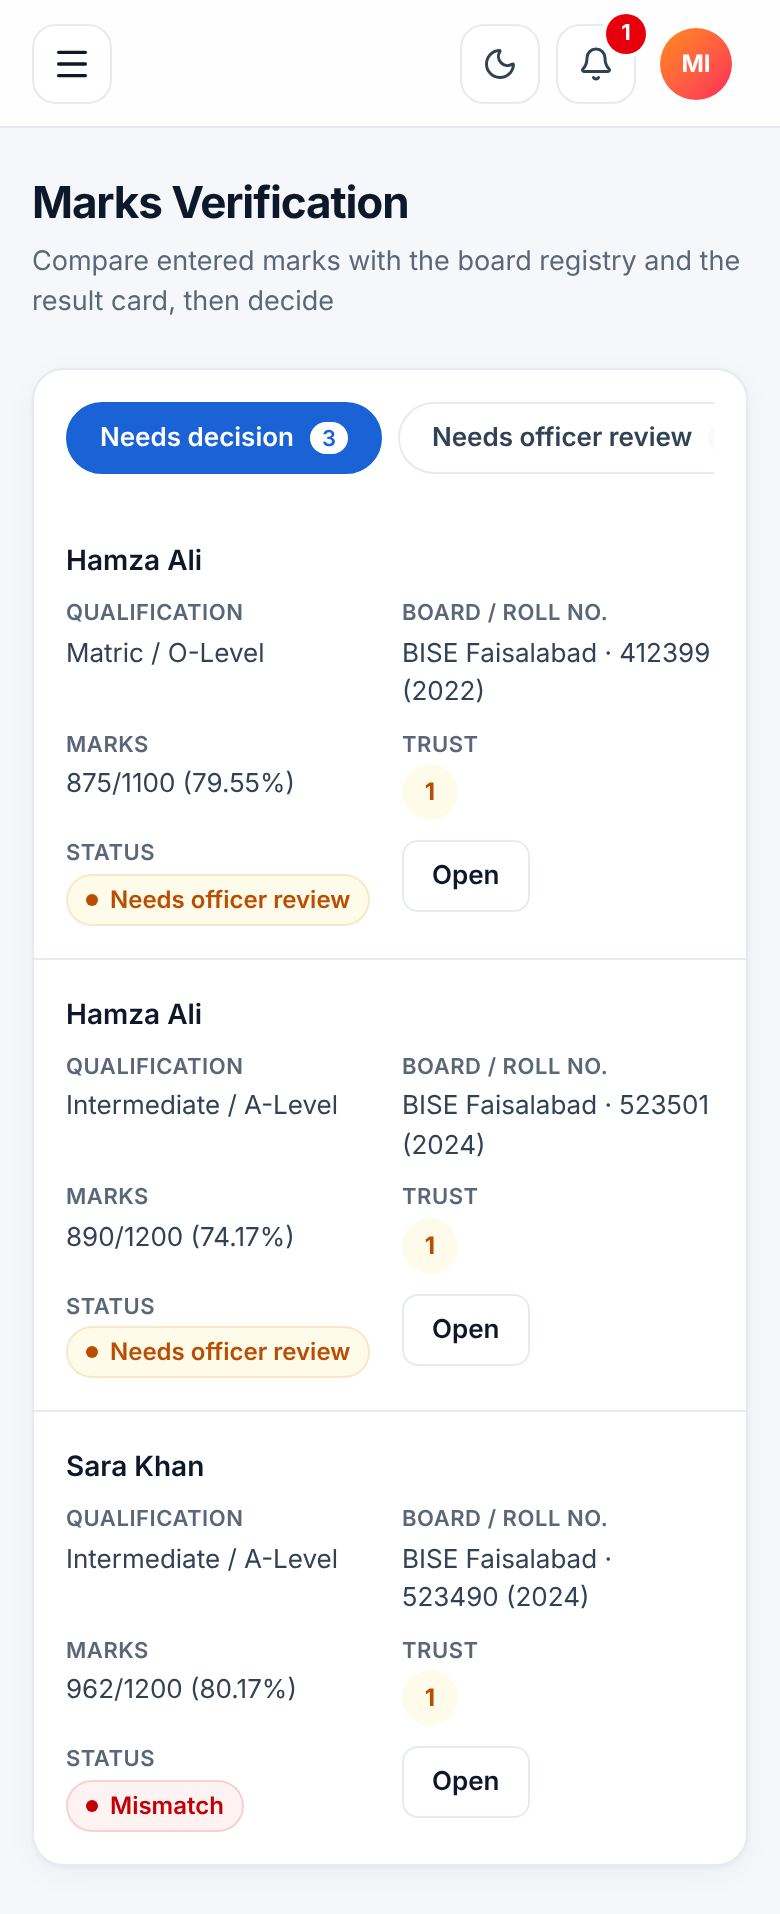 1
MI
Marks Verification
Compare entered marks with the board registry and the
result card, then decide
Needs decision 3
Needs officer review
Hamza Ali
QUALIFICATION
Matric / O-Level
BOARD / ROLL NO.
BISE Faisalabad · 412399
(2022)
MARKS
875/1100 (79.55%)
TRUST
1
STATUS
Needs officer review
Open
Hamza Ali
QUALIFICATION
Intermediate / A-Level
BOARD / ROLL NO.
BISE Faisalabad · 523501
(2024)
MARKS
890/1200 (74.17%)
TRUST
1
STATUS
Needs officer review
Open
Sara Khan
QUALIFICATION
Intermediate / A-Level
BOARD / ROLL NO.
BISE Faisalabad ·
523490 (2024)
MARKS
962/1200 (80.17%)
TRUST
1
STATUS
Mismatch
Open